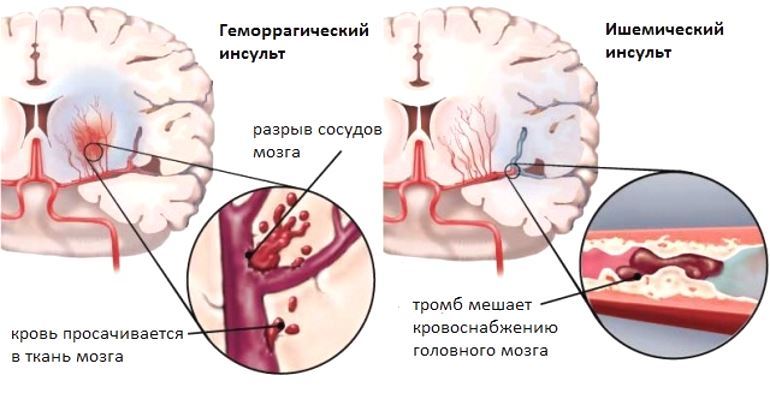 Геморрагический
инсульт
разрыв сосудов
мозга
кровь просачивается
в ткань мозга
Ишемический
инсульт
тромб мешает
кровоснабжению
головного мозга